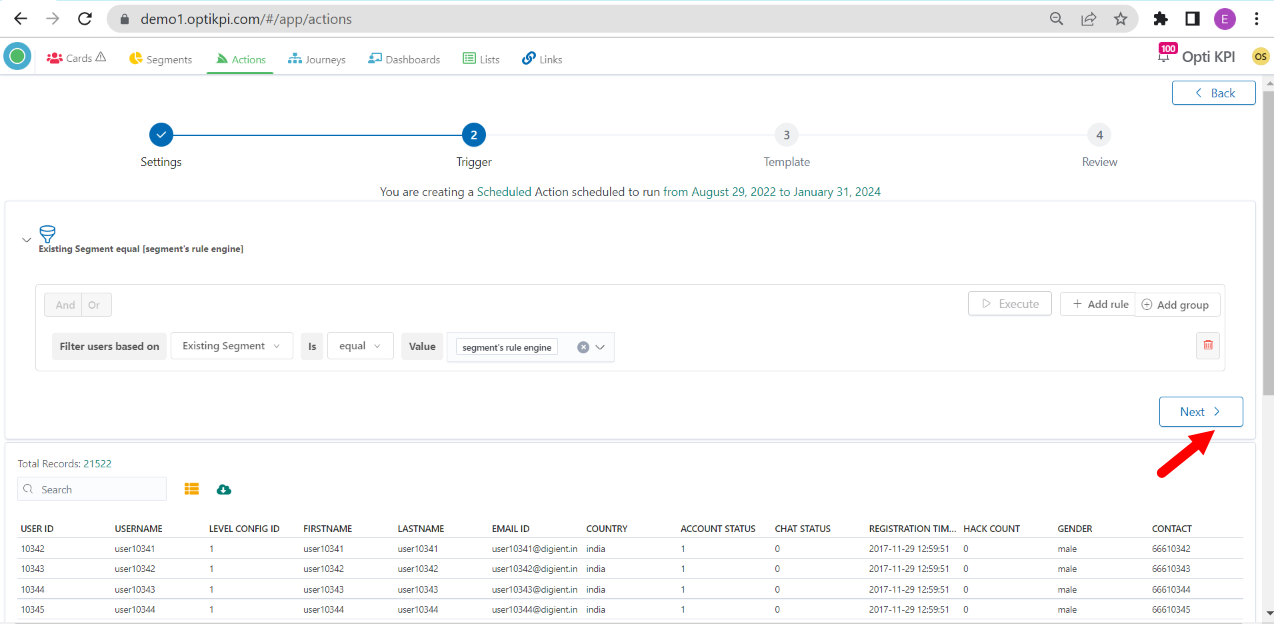 demo1.optikpi.com/#/app/actions
E
Cards
Segments
Actions
Journeys
Dashboards
Lists
Links
100
Opti KPI
OS
Back
2
3
4
Settings
Trigger
Template
Review
You are creating a Scheduled Action scheduled to run from August 29, 2022 to January 31, 2024
Existing Segment equal [segment's rule engine]
And Or
Execute
Add rule
Add group
Filter users based on Existing Segment Is equal Value segment's rule engine
Next
Total Records: 21522
Search
USER ID USERNAME LEVEL CONFIG ID FIRSTNAME LASTNAME EMAIL ID COUNTRY ACCOUNT STATUS CHAT STATUS REGISTRATION TIM... HACK COUNT GENDER CONTACT
10342 user10341 1 user10341 user10341 user10341@digient.in india 1 0 2017-11-29 12:59:51 0 male 66610342
10343 user10342 1 user10342 user10342 user10342@digient.in india 1 0 2017-11-29 12:59:51 0 male 66610343
10344 user10343 1 user10343 user10343 user10343@digient.in india 1 0 2017-11-29 12:59:51 0 male 66610344
10345 user10344 1 user10344 user10344 user10344@digient.in india 1 0 2017-11-29 12:59:51 0 male 66610345